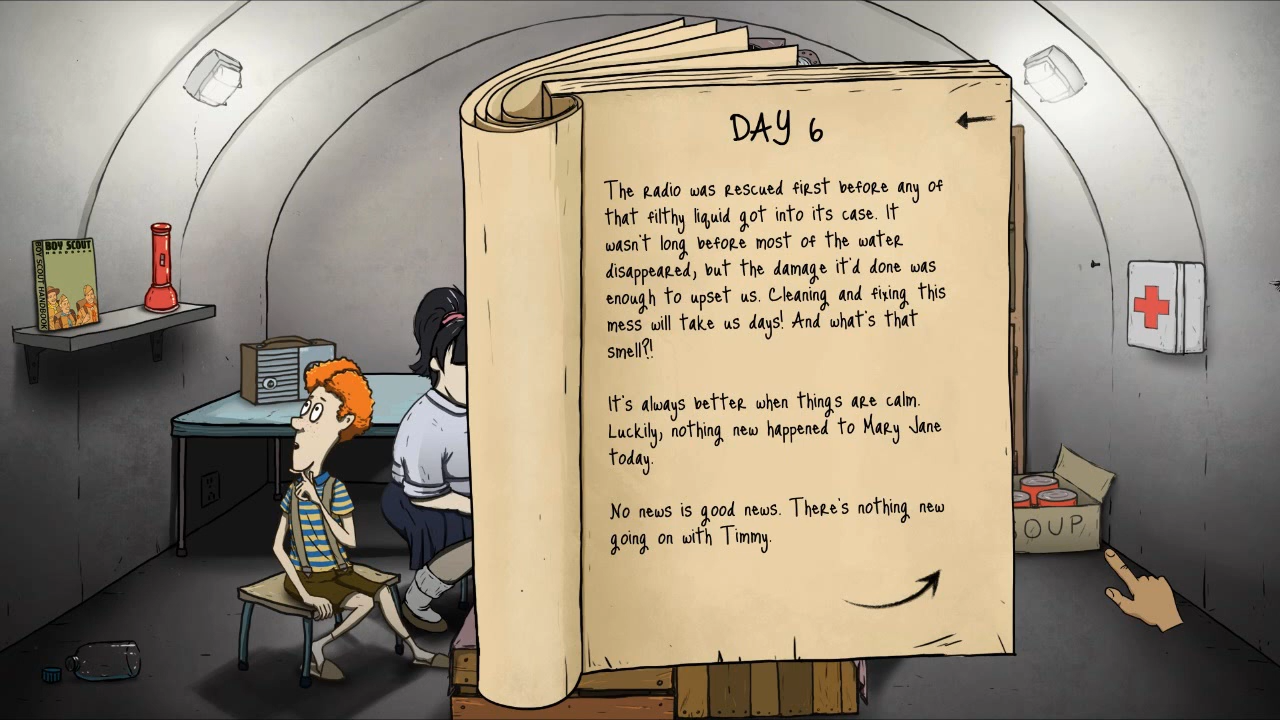 BOY SCOUT
BOY SCOUT HANDBOOK
DAY 6
The radio was rescued first before any of
that filthy liquid got into its case. It
wasn't long before most of the water
disappeared, but the damage it'd done was
enough to upset us. Cleaning and fixing this
mess will take us days! And what's that
smell?!
It's always better when things are calm.
Luckily, nothing new happened to Mary Jane
today.
No news is good news. There's nothing new
going on with Timmy.
SOUP